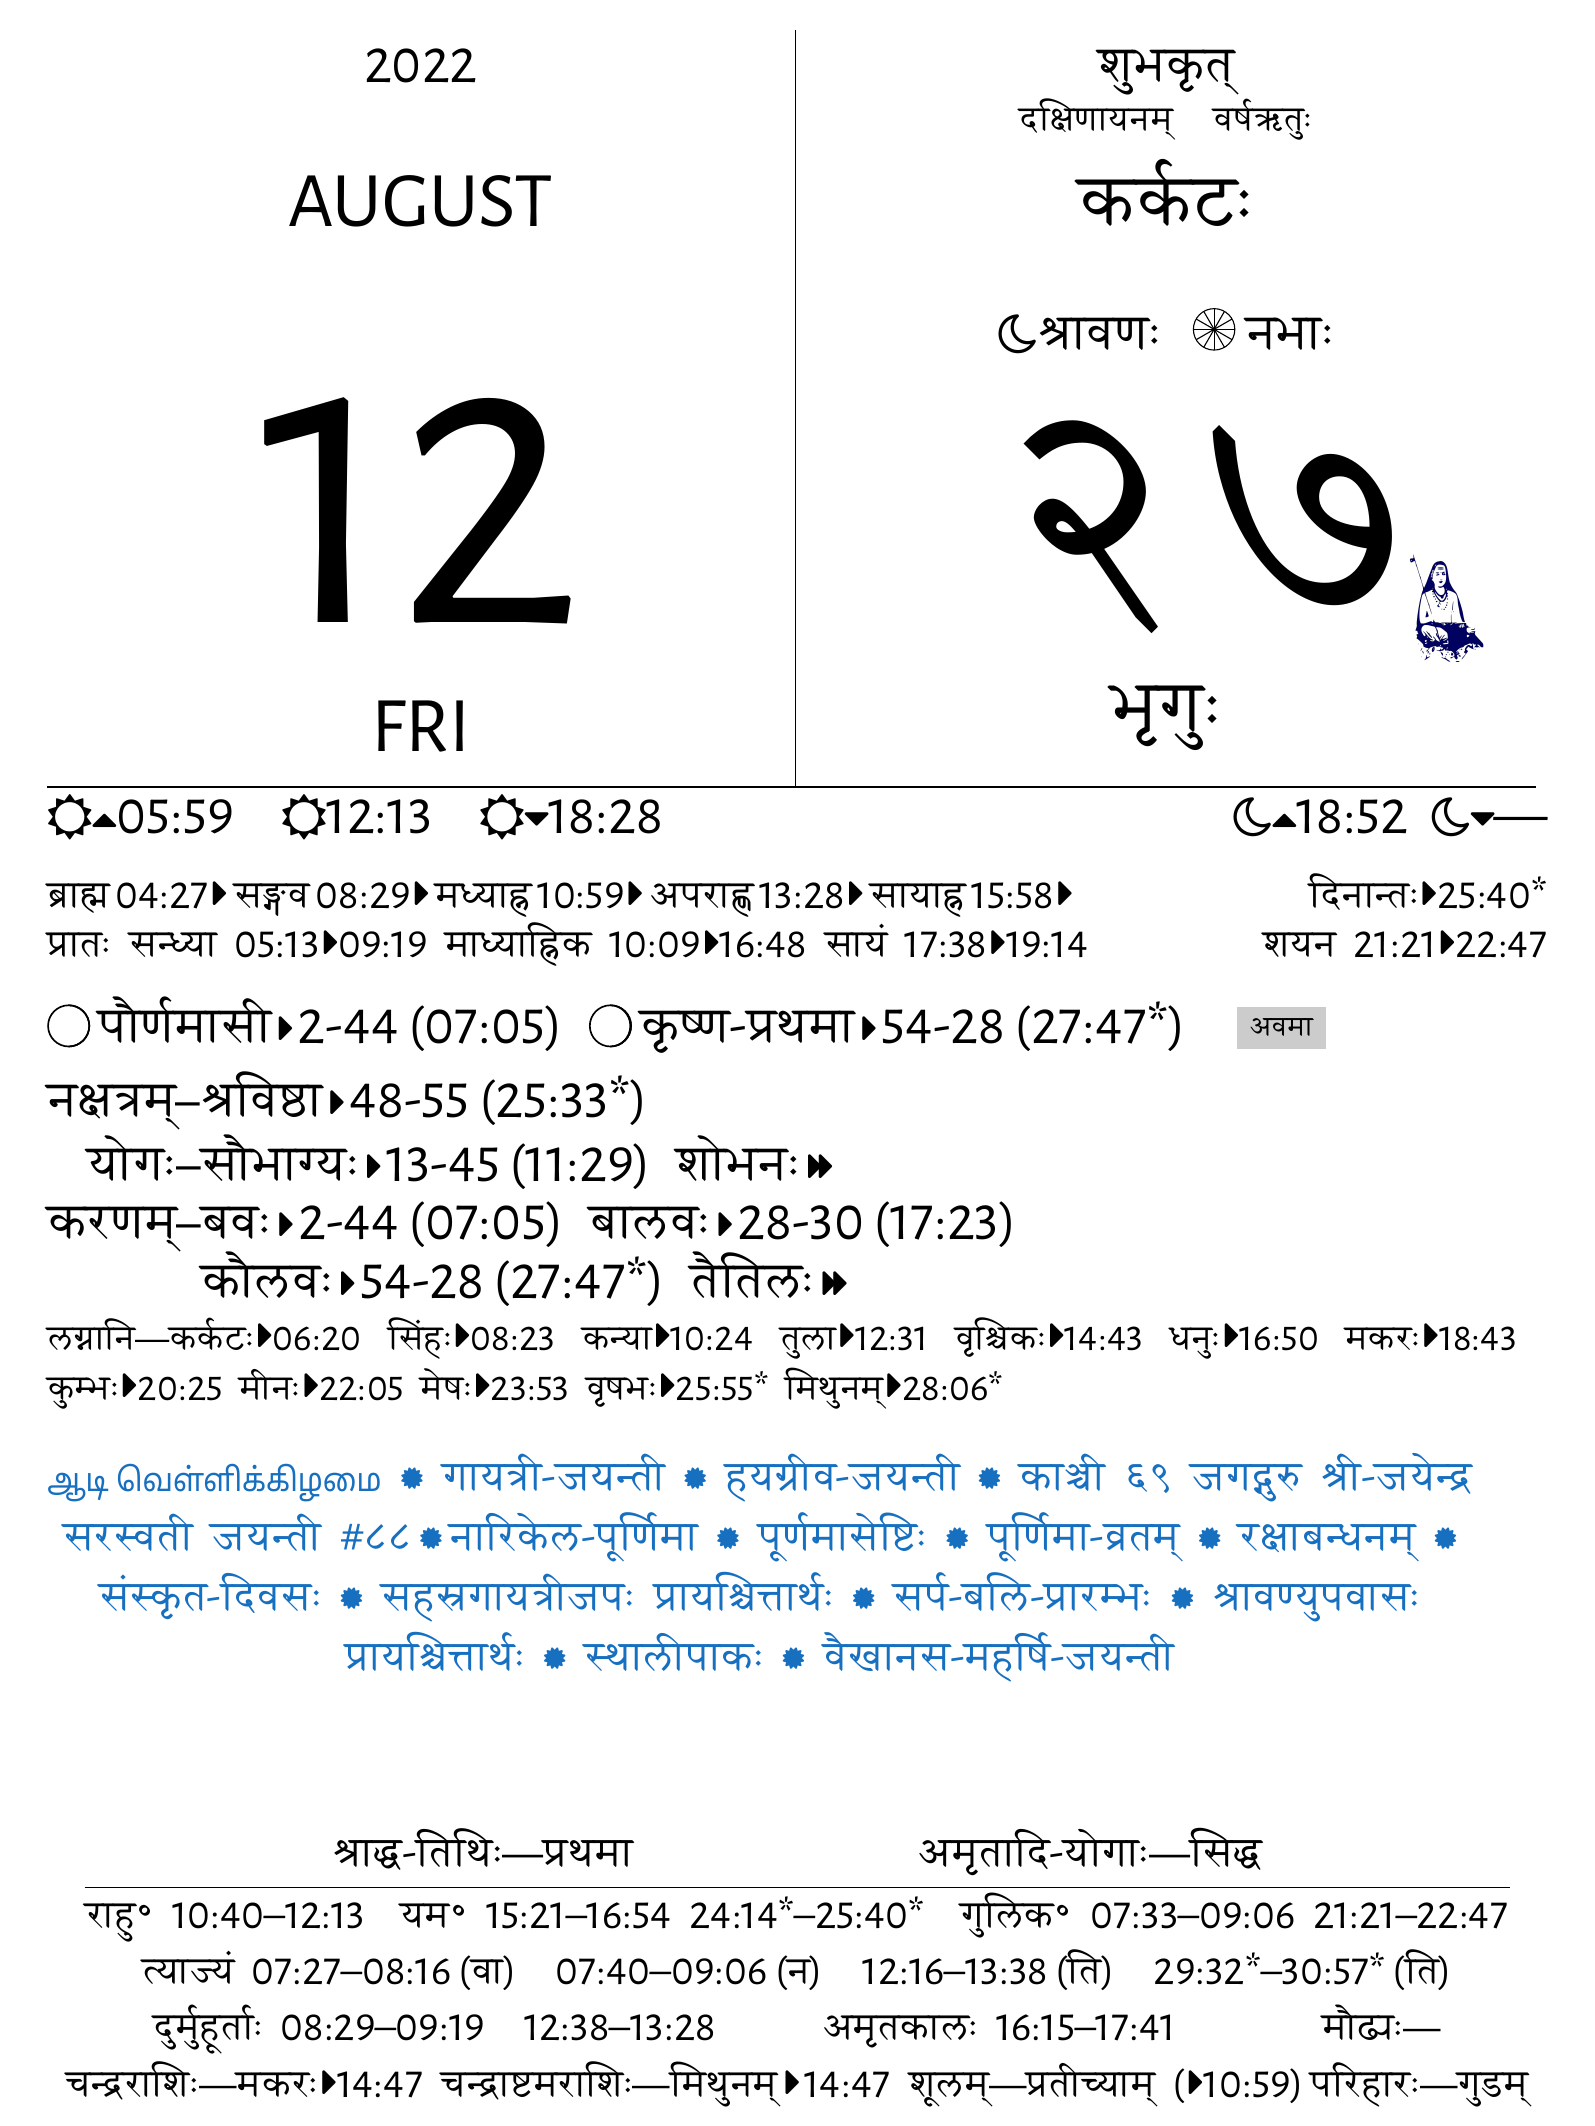 2022
AUGUST
12
FRI
शुभकृत्
दक्षिणायनम् वर्षऋतुः
कर्कटः
श्रावणः नभाः
२७
भृगुः
05:59 12:13 18:28 18:52 —
ब्राह्म 04:27 सङ्गव 08:29 मध्याह्न 10:59 अपराह्ण 13:28 सायाह्न 15:58 दिनान्तः 25:40*
प्रातः सन्ध्या 05:13 09:19 माध्याह्निक 10:09 16:48 सायं 17:38 19:14 शयन 21:21 22:47
पौर्णमासी 2-44 (07:05) कृष्ण-प्रथमा 54-28 (27:47*) अवमा
नक्षत्रम्–श्रविष्ठा 48-55 (25:33*)
योगः–सौभाग्यः 13-45 (11:29) शोभनः
करणम्–बवः 2-44 (07:05) बालवः 28-30 (17:23)
कौलवः 54-28 (27:47*) तैतिलः
लग्नानि—कर्कटः 06:20 सिंहः 08:23 कन्या 10:24 तुला 12:31 वृश्चिकः 14:43 धनुः 16:50 मकरः 18:43
कुम्भः 20:25 मीनः 22:05 मेषः 23:53 वृषभः 25:55* मिथुनम् 28:06*
ஆடி வெள்ளிக்கிழமை गायत्री-जयन्ती हयग्रीव-जयन्ती काञ्ची ६९ जगद्गुरु श्री-जयेन्द्र
सरस्वती जयन्ती #८८ नारिकेल-पूर्णिमा पूर्णमासेष्टिः पूर्णिमा-व्रतम् रक्षाबन्धनम्
संस्कृत-दिवसः सहस्रगायत्रीजपः प्रायश्चित्तार्थः सर्प-बलि-प्रारम्भः श्रावण्युपवासः
प्रायश्चित्तार्थः स्थालीपाकः वैखानस-महर्षि-जयन्ती
श्राद्ध-तिथिः—प्रथमा अमृतादि-योगाः—सिद्ध
राहु° 10:40–12:13 यम° 15:21–16:54 24:14*–25:40* गुलिक° 07:33–09:06 21:21–22:47
त्याज्यं 07:27–08:16 (वा) 07:40–09:06 (न) 12:16–13:38 (ति) 29:32*–30:57* (ति)
दुर्मुहूर्ताः 08:29–09:19 12:38–13:28 अमृतकालः 16:15–17:41 मौढ्यः—
चन्द्रराशिः—मकरः 14:47 चन्द्राष्टमराशिः—मिथुनम् 14:47 शूलम्—प्रतीच्याम् (10:59) परिहारः—गुडम्